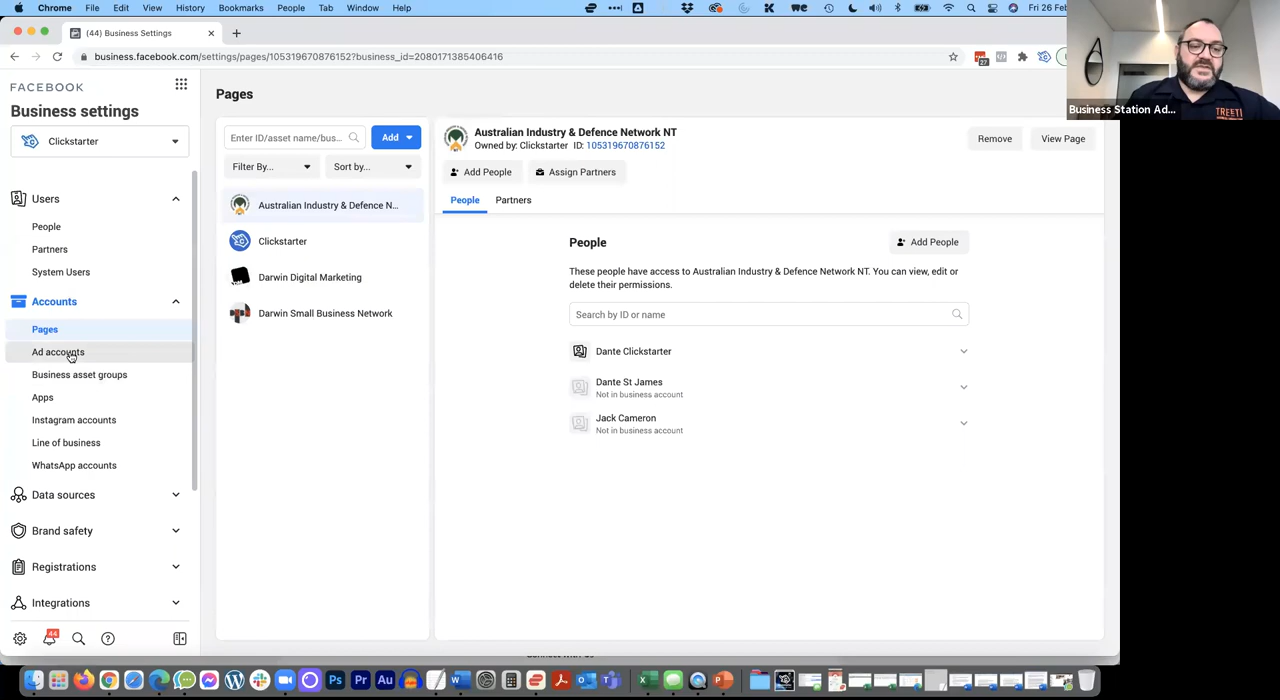 Chrome File Edit View History Bookmarks People Tab Window Help
Fri 26 Feb
(44) Business Settings
business.facebook.com/settings/pages/105319670876152?business_id=2080171385406416
27
Business Station Ad...
TREETI
FACEBOOK
Business settings
Clickstarter
Users
People
Partners
System Users
Accounts
Pages
Ad accounts
Business asset groups
Apps
Instagram accounts
Line of business
WhatsApp accounts
Data sources
Brand safety
Registrations
Integrations
44
Pages
Enter ID/asset name/bus...
Add
Filter By...
Sort by...
Australian Industry & Defence N...
Clickstarter
Darwin Digital Marketing
Darwin Small Business Network
Australian Industry & Defence Network NT
Owned by: Clickstarter ID: 105319670876152
Remove
View Page
Add People
Assign Partners
People
Partners
People
Add People
These people have access to Australian Industry & Defence Network NT. You can view, edit or
delete their permissions.
Search by ID or name
Dante Clickstarter
Dante St James
Not in business account
Jack Cameron
Not in business account